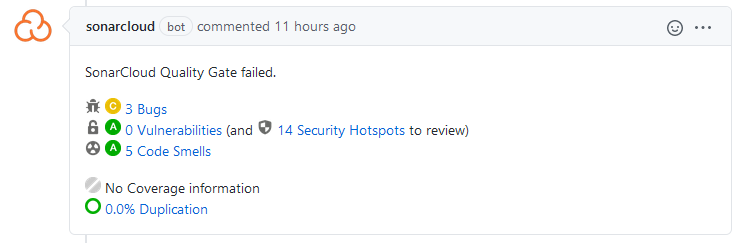 sonarcloud bot commented 11 hours ago
SonarCloud Quality Gate failed.
C 3 Bugs
A 0 Vulnerabilities (and 14 Security Hotspots to review)
A 5 Code Smells
No Coverage information
0.0% Duplication